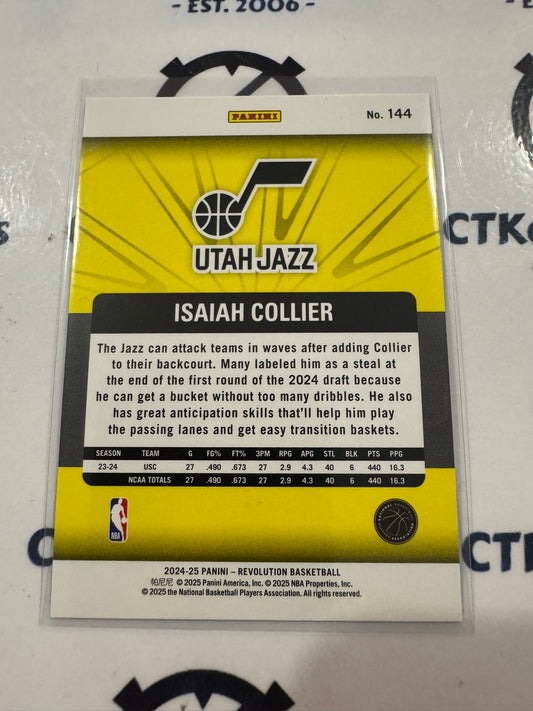 - EST. 2006 -
PANINI
No. 144
UTAH JAZZ
ISAIAH COLLIER
The Jazz can attack teams in waves after adding Collier
to their backcourt. Many labeled him as a steal at
the end of the first round of the 2024 draft because
he can get a bucket without too many dribbles. He also
has great anticipation skills that'll help him play
the passing lanes and get easy transition baskets.
SEASON TEAM G FG% FT% 3PM RPG APG STL BLK PTS PPG
23-24 USC 27 .490 .673 27 2.9 4.3 40 6 440 16.3
NCAA TOTALS 27 .490 .673 27 2.9 4.3 40 6 440 16.3
NBA
2024-25 PANINI – REVOLUTION BASKETBALL
帕尼尼 © 2025 Panini America, Inc. © 2025 NBA Properties, Inc.
© 2025 the National Basketball Players Association. All rights reserved.
CTK